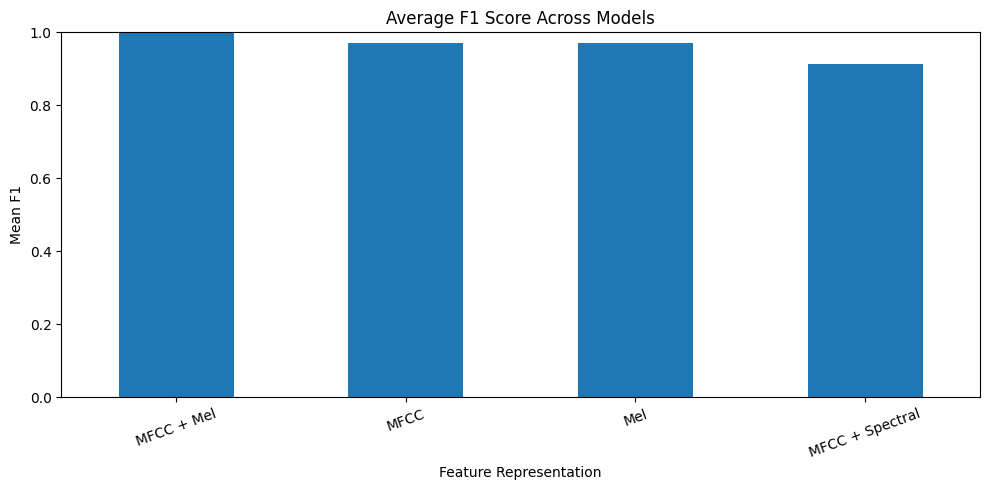 Average F1 Score Across Models
Mean F1
1.0
0.8
0.6
0.4
0.2
0.0
MFCC + Mel
MFCC
Mel
MFCC + Spectral
Feature Representation